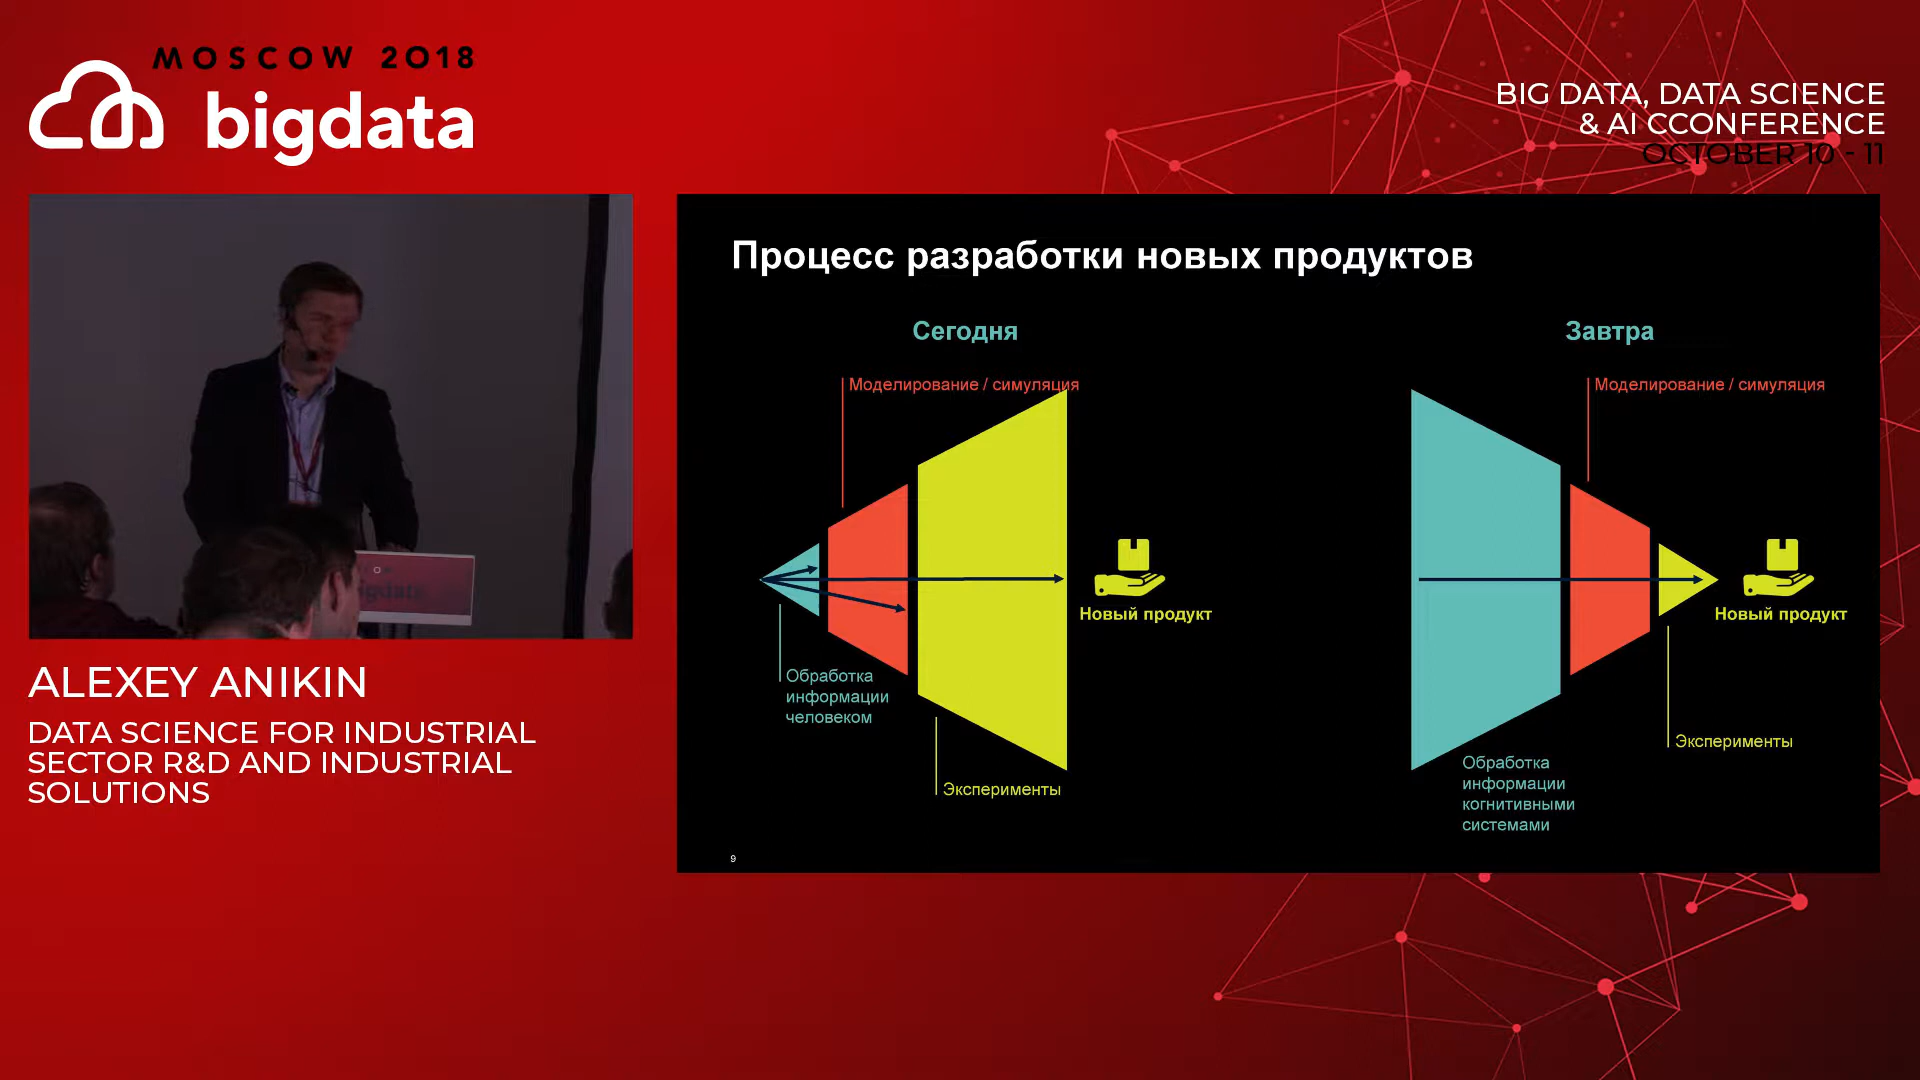 MOSCOW 2018
bigdata
BIG DATA, DATA SCIENCE
& AI CCONFERENCE
OCTOBER 10 - 11
ALEXEY ANIKIN
DATA SCIENCE FOR INDUSTRIAL
SECTOR R&D AND INDUSTRIAL
SOLUTIONS
Процесс разработки новых продуктов
Сегодня
Моделирование / симуляция
Новый продукт
Обработка
информации
человеком
Эксперименты
Завтра
Моделирование / симуляция
Новый продукт
Эксперименты
Обработка
информации
когнитивными
системами
9